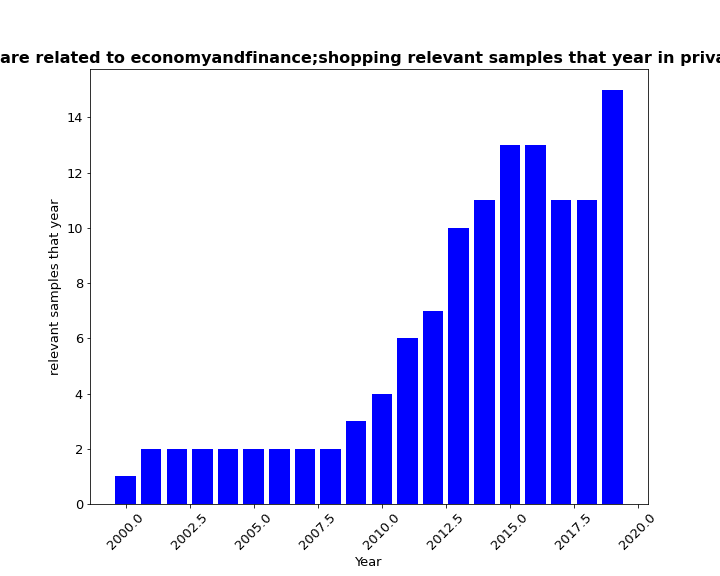 are related to economyandfinance;shopping relevant samples that year in priva
relevant samples that year
14
12
10
8
6
4
2
0
2000.0 2002.5 2005.0 2007.5 2010.0 2012.5 2015.0 2017.5 2020.0
Year